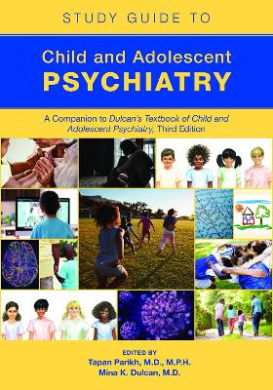 STUDY GUIDE TO
Child and Adolescent
PSYCHIATRY
A Companion to Dulcan's Textbook of Child and
Adolescent Psychiatry, Third Edition
EDITED BY
Tapan Parikh, M.D., M.P.H.
Mina K. Dulcan, M.D.